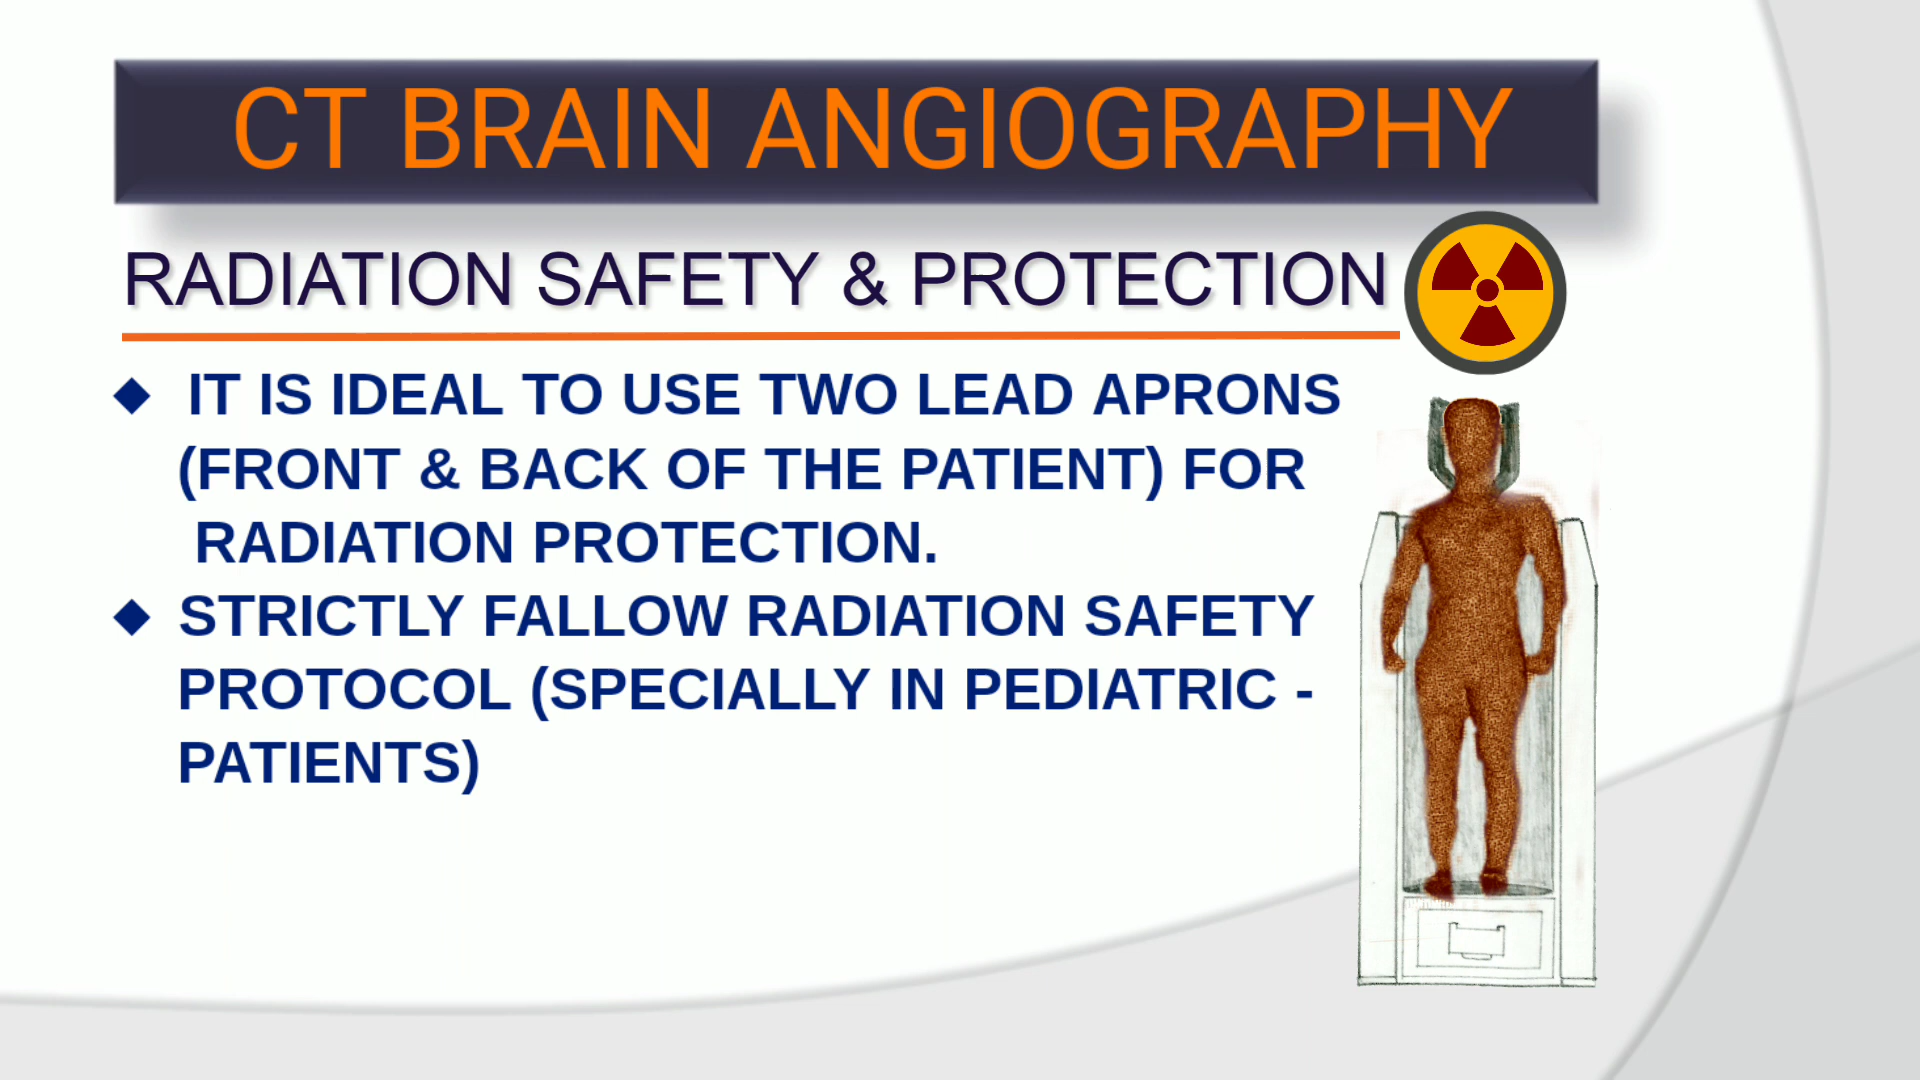 CT BRAIN ANGIOGRAPHY
RADIATION SAFETY & PROTECTION
◆ IT IS IDEAL TO USE TWO LEAD APRONS
(FRONT & BACK OF THE PATIENT) FOR
RADIATION PROTECTION.
◆ STRICTLY FALLOW RADIATION SAFETY
PROTOCOL (SPECIALLY IN PEDIATRIC -
PATIENTS)